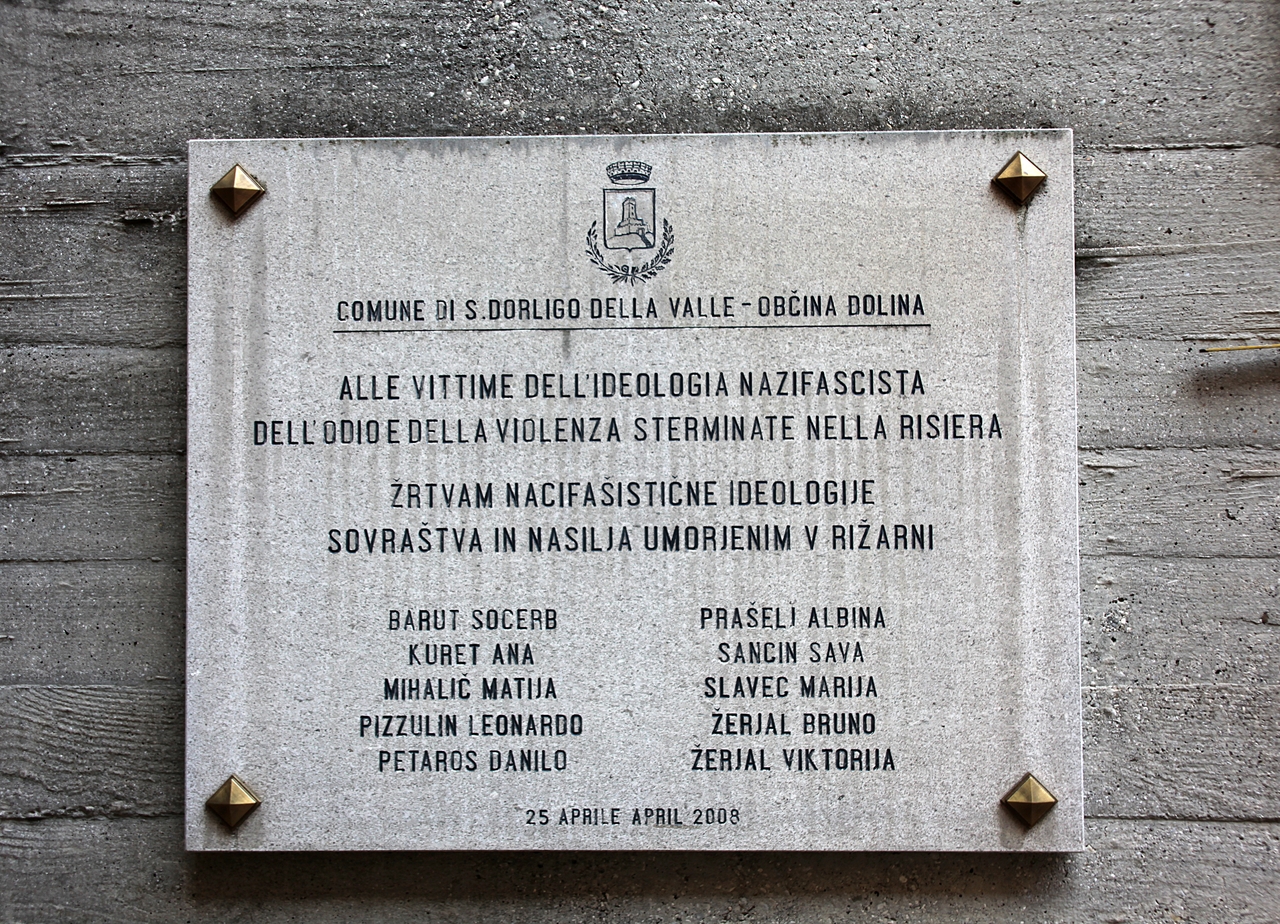 COMUNE DI S.DORLIGO DELLA VALLE - OBČINA DOLINA
ALLE VITTIME DELL'IDEOLOGIA NAZIFASCISTA
DELL'ODIO E DELLA VIOLENZA STERMINATE NELLA RISIERA
ŽRTVAM NACIFAŠISTIČNE IDEOLOGIJE
SOVRAŠTVA IN NASILJA UMORJENIM V RIŽARNI
BARUT SOCERB
KURET ANA
MIHALIČ MATIJA
PIZZULIN LEONARDO
PETAROS DANILO
PRAŠELJ ALBINA
SANCIN SAVA
SLAVEC MARIJA
ŽERJAL BRUNO
ŽERJAL VIKTORIJA
25 APRILE APRIL 2008